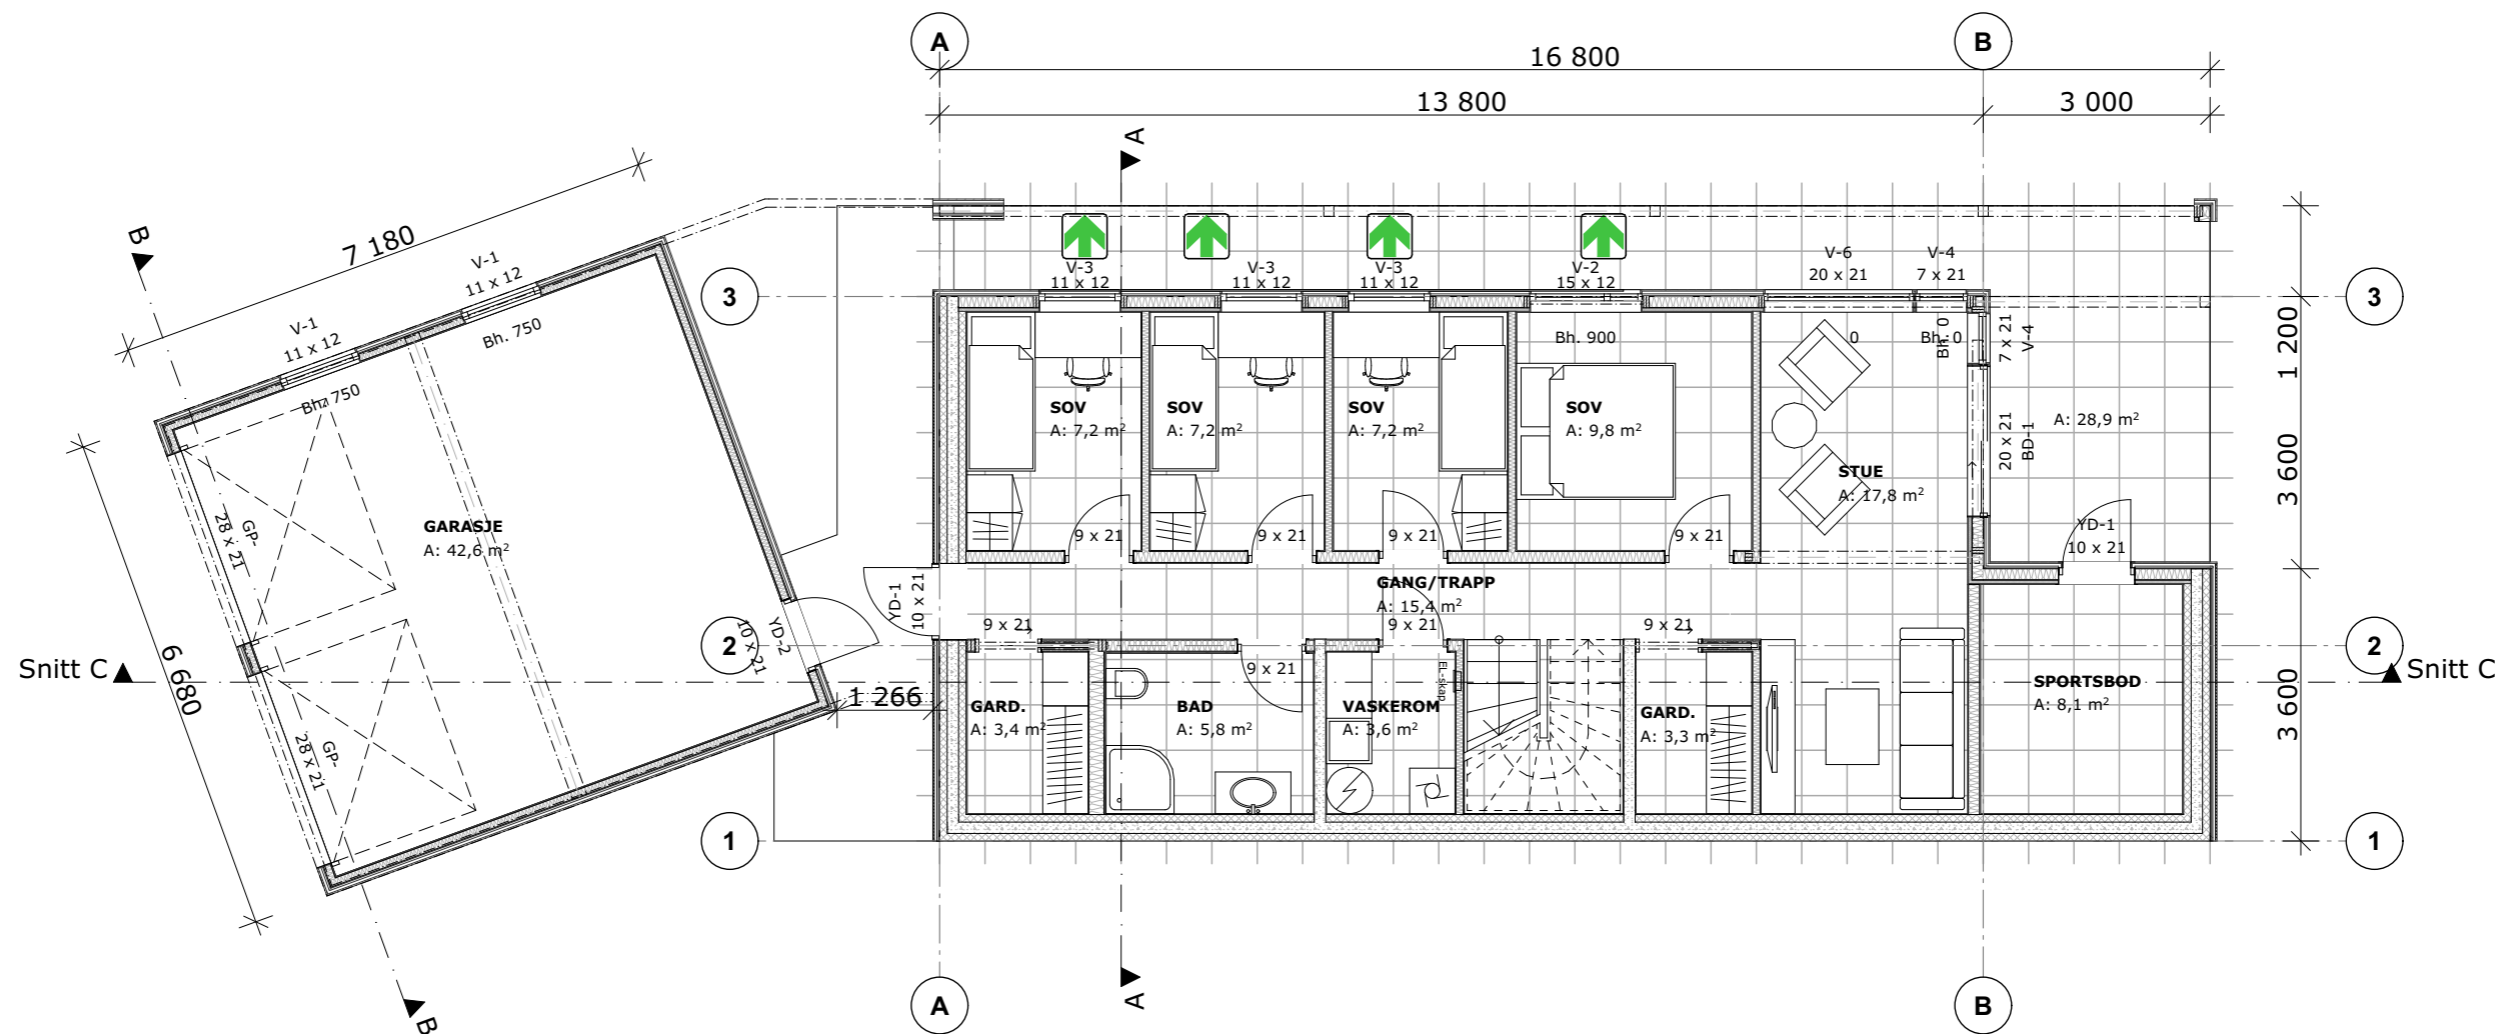 A
B
16 800
13 800
3 000
A
B
7 180
V-1
11 x 12
V-1
11 x 12
Bh. 750
Bh. 750
3
V-3
11 x 12
V-3
11 x 12
V-3
11 x 12
V-2
15 x 12
V-6
20 x 21
V-4
7 x 21
3
1 200
Bh. 900
0
Bh. 0
Bh. 0
7 x 21
V-4
SOV
A: 7,2 m²
SOV
A: 7,2 m²
SOV
A: 7,2 m²
SOV
A: 9,8 m²
STUE
A: 17,8 m²
20 x 21
BD-1
A: 28,9 m²
3 600
GARASJE
A: 42,6 m²
GP-
28 x 21
9 x 21
9 x 21
9 x 21
9 x 21
YD-1
10 x 21
YD-1
10 x 21
GANG/TRAPP
A: 15,4 m²
9 x 21
9 x 21
9 x 21
YD-2
10 x 21
2
2
6 680
Snitt C
Snitt C
1 266
9 x 21
EL-skap
GARD.
A: 3,4 m²
BAD
A: 5,8 m²
VASKEROM
A: 3,6 m²
GARD.
A: 3,3 m²
SPORTSBOD
A: 8,1 m²
3 600
GP-
28 x 21
1
1
A
B
A
B